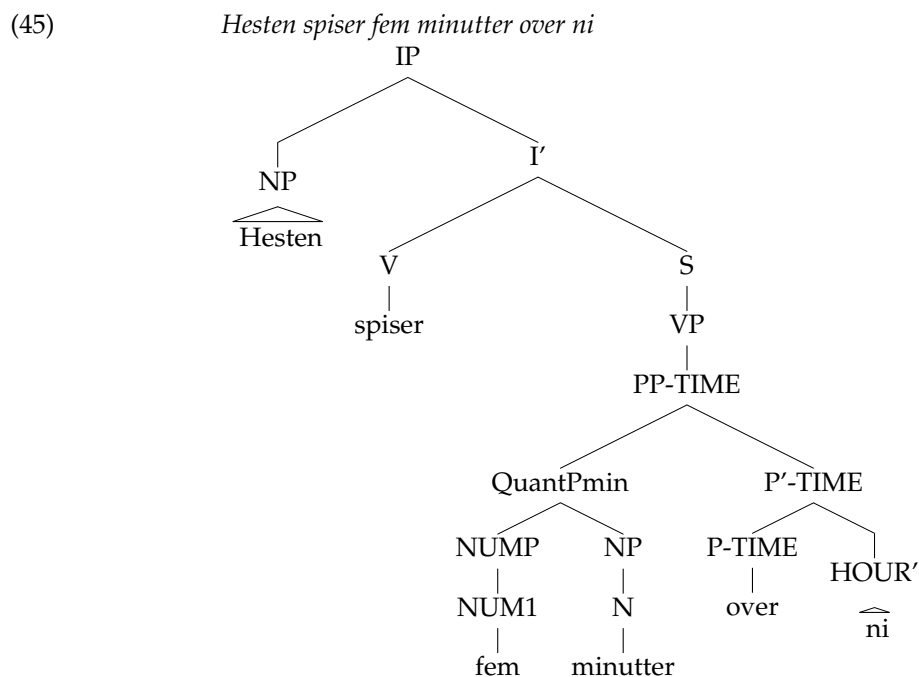 (45) Hesten spiser fem minutter over ni
IP
I'
NP
Hesten
V S
spiser
VP
PP-TIME
QuantPmin P'-TIME
NUMP NP P-TIME
HOUR'
NUM1 N over
ni
fem minutter